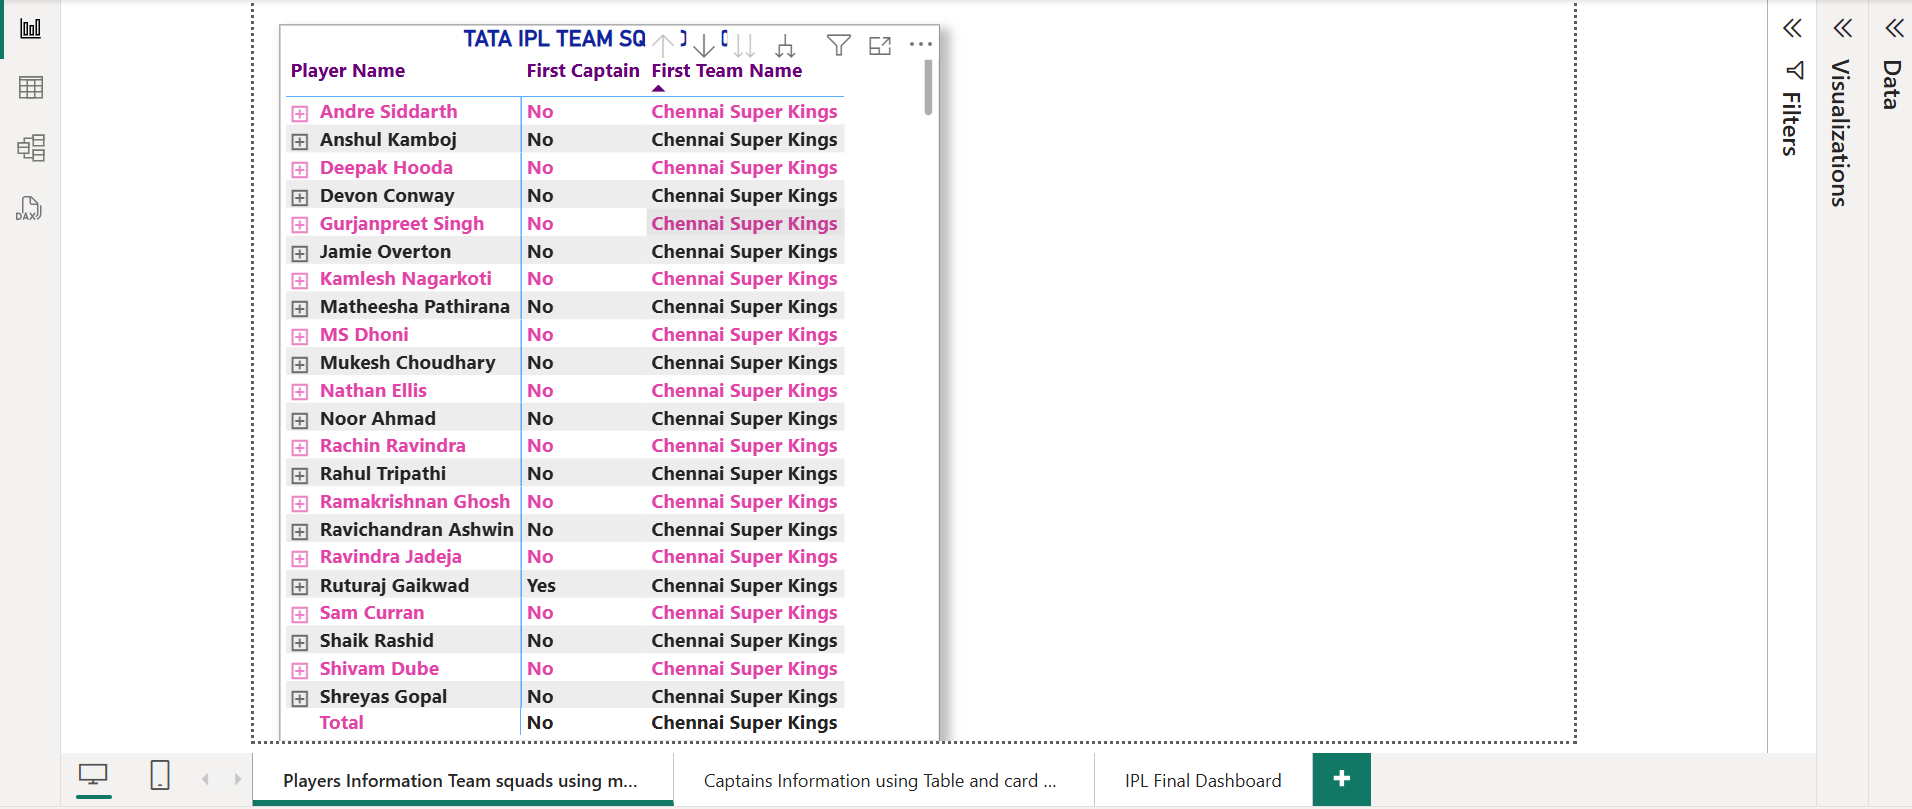 TATA IPL TEAM SQ
Player Name First Captain First Team Name
Andre Siddarth No Chennai Super Kings
Anshul Kamboj No Chennai Super Kings
Deepak Hooda No Chennai Super Kings
Devon Conway No Chennai Super Kings
Gurjanpreet Singh No Chennai Super Kings
Jamie Overton No Chennai Super Kings
Kamlesh Nagarkoti No Chennai Super Kings
Matheesha Pathirana No Chennai Super Kings
MS Dhoni No Chennai Super Kings
Mukesh Choudhary No Chennai Super Kings
Nathan Ellis No Chennai Super Kings
Noor Ahmad No Chennai Super Kings
Rachin Ravindra No Chennai Super Kings
Rahul Tripathi No Chennai Super Kings
Ramakrishnan Ghosh No Chennai Super Kings
Ravichandran Ashwin No Chennai Super Kings
Ravindra Jadeja No Chennai Super Kings
Ruturaj Gaikwad Yes Chennai Super Kings
Sam Curran No Chennai Super Kings
Shaik Rashid No Chennai Super Kings
Shivam Dube No Chennai Super Kings
Shreyas Gopal No Chennai Super Kings
Total No Chennai Super Kings
Filters
Visualizations
Data
DAX
Players Information Team squads using m...
Captains Information using Table and card ...
IPL Final Dashboard